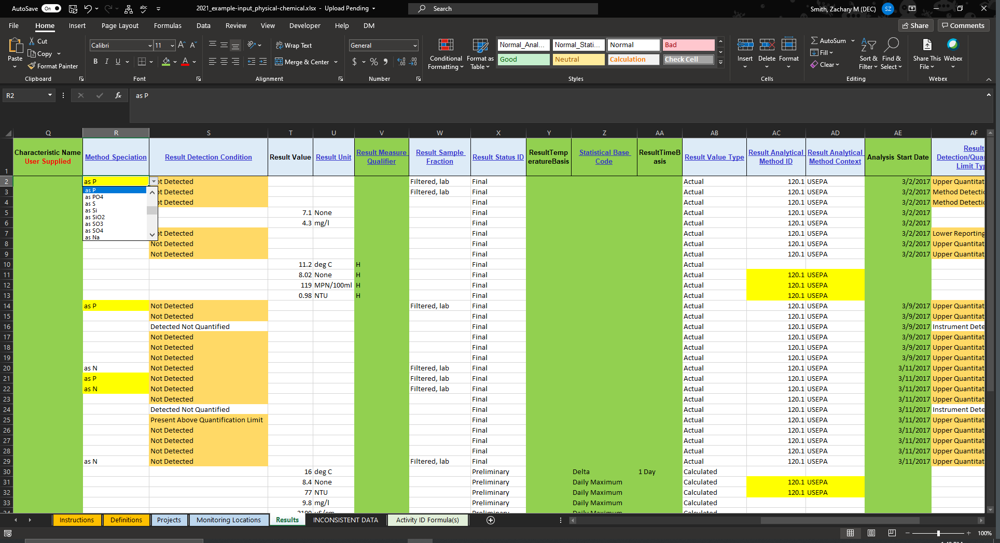 AutoSave On 2021_example-input_physical-chemical.xlsx - Upload Pending Search Smith, Zachary M (DEC) SZ
File Home Insert Page Layout Formulas Data Review View Developer Help DM Share Comments
Paste Cut Copy Format Painter Clipboard
Calibri 11 B I U A Font
Wrap Text Merge & Center Alignment
General $ % Number
Conditional Formatting Format as Table
Normal_Anal... Normal_Stati... Normal Bad
Good Neutral Calculation Check Cell
Styles
Insert Delete Format Cells
AutoSum Fill Clear Sort & Filter Find & Select Editing
Share This File Webex Webex
R2 fx as P
Q R S T U V W X Y Z AA AB AC AD AE AF
1 Characteristic Name User Supplied Method Speciation Result Detection Condition Result Value Result Unit Result Measure Qualifier Result Sample Fraction Result Status ID ResultTemperatureBasis Statistical Base Code ResultTimeBasis Result Value Type Result Analytical Method ID Result Analytical Method Context Analysis Start Date Result Detection/Qua Limit Ty
2 as P ot Detected Filtered, lab Final Actual 120.1 USEPA 3/2/2017 Upper Quantitat
3 ot Detected Filtered, lab Final Actual 120.1 USEPA 3/2/2017 Method Detectio
4 ot Detected Final Actual 120.1 USEPA 3/2/2017 Method Detectio
5 7.1 None Final Actual 120.1 USEPA 3/2/2017
6 4.3 mg/l Final Actual 120.1 USEPA 3/2/2017
7 ot Detected Final Actual 120.1 USEPA 3/2/2017 Lower Reporting
as P
as PO4
as S
as Si
as SiO2
as SO3
as SO4
as Na
8 Not Detected Final Actual 120.1 USEPA 3/2/2017 Upper Quantitat
9 Not Detected Final Actual 120.1 USEPA 3/2/2017 Upper Quantitat
10 11.2 deg C H Final Actual
11 8.02 None H Final Actual 120.1 USEPA
12 119 MPN/100ml H Final Actual 120.1 USEPA
13 0.98 NTU H Final Actual 120.1 USEPA
14 as P Not Detected Filtered, lab Final Actual 120.1 USEPA 3/9/2017 Upper Quantitat
15 Not Detected Final Actual 120.1 USEPA 3/9/2017 Upper Quantitat
16 Detected Not Quantified Final Actual 120.1 USEPA 3/9/2017 Instrument Dete
17 Not Detected Final Actual 120.1 USEPA 3/9/2017 Upper Quantitat
18 Not Detected Final Actual 120.1 USEPA 3/9/2017 Upper Quantitat
19 Not Detected Final Actual 120.1 USEPA 3/9/2017 Upper Quantitat
20 as N Not Detected Filtered, lab Final Actual 120.1 USEPA 3/11/2017 Upper Quantitat
21 as P Not Detected Filtered, lab Final Actual 120.1 USEPA 3/11/2017 Upper Quantitat
22 as N Not Detected Filtered, lab Final Actual 120.1 USEPA 3/11/2017 Upper Quantitat
23 Not Detected Final Actual 120.1 USEPA 3/11/2017 Upper Quantitat
24 Detected Not Quantified Final Actual 120.1 USEPA 3/11/2017 Instrument Dete
25 Present Above Quantification Limit Final Actual 120.1 USEPA 3/11/2017 Upper Quantitat
26 Not Detected Final Actual 120.1 USEPA 3/11/2017 Upper Quantitat
27 Not Detected Final Actual 120.1 USEPA 3/11/2017 Upper Quantitat
28 Not Detected Final Actual 120.1 USEPA 3/11/2017 Upper Quantitat
29 as N Not Detected Filtered, lab Final Actual 120.1 USEPA 3/11/2017 Upper Quantitat
30 16 deg C Preliminary Delta 1 Day Calculated
31 8.4 None Preliminary Daily Maximum Calculated 120.1 USEPA
32 77 NTU Preliminary Daily Maximum Calculated 120.1 USEPA
33 9.8 mg/l Preliminary Daily Maximum Calculated
Instructions Definitions Projects Monitoring Locations Results INCONSISTENT DATA Activity ID Formula(s)
100%